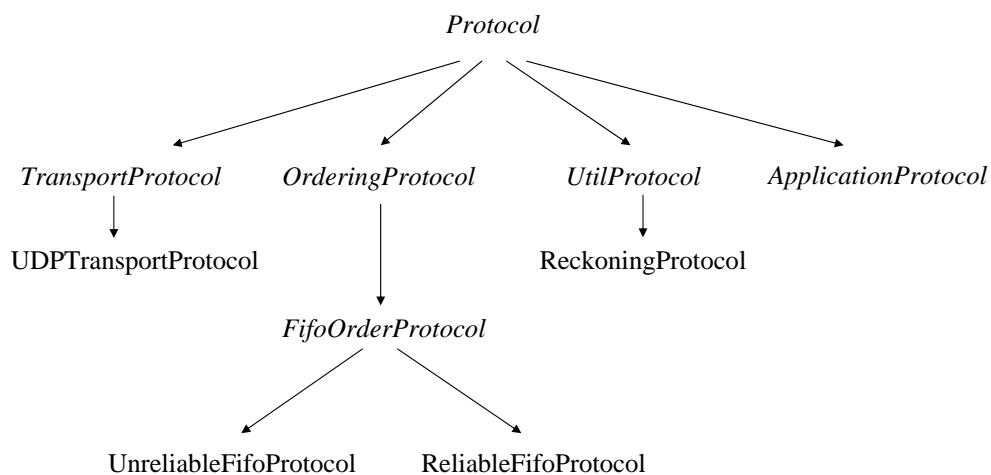 Protocol
TransportProtocol OrderingProtocol UtilProtocol ApplicationProtocol
UDPTransportProtocol ReckoningProtocol
FifoOrderProtocol
UnreliableFifoProtocol ReliableFifoProtocol